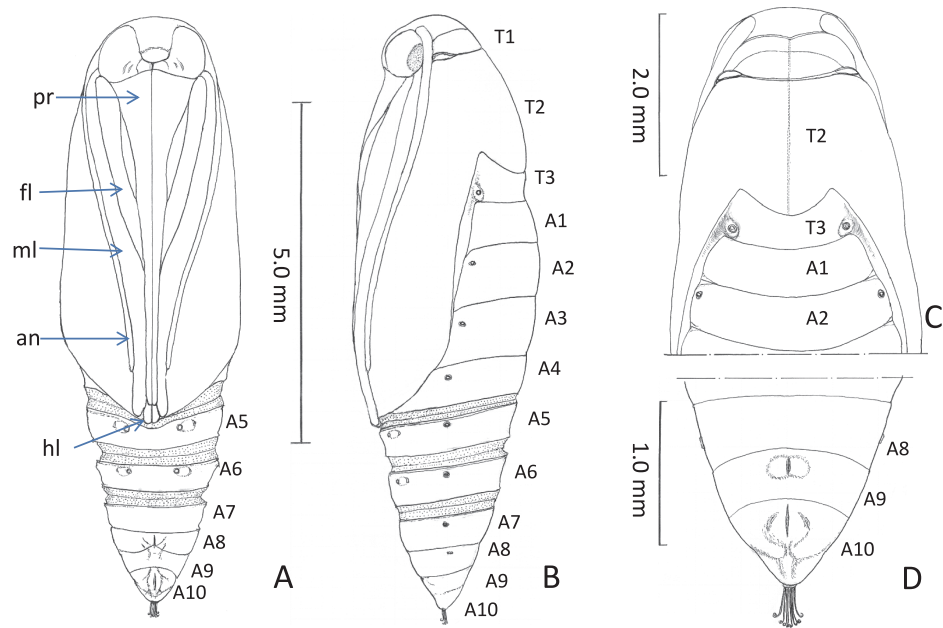 pr
fl
ml
an
hl
A5
A6
A7
A8
A9
A10
A
5.0 mm
T1
T2
T3
A1
A2
A3
A4
A5
A6
A7
A8
A9
A10
B
2.0 mm
T2
T3
A1
A2
C
1.0 mm
A8
A9
A10
D